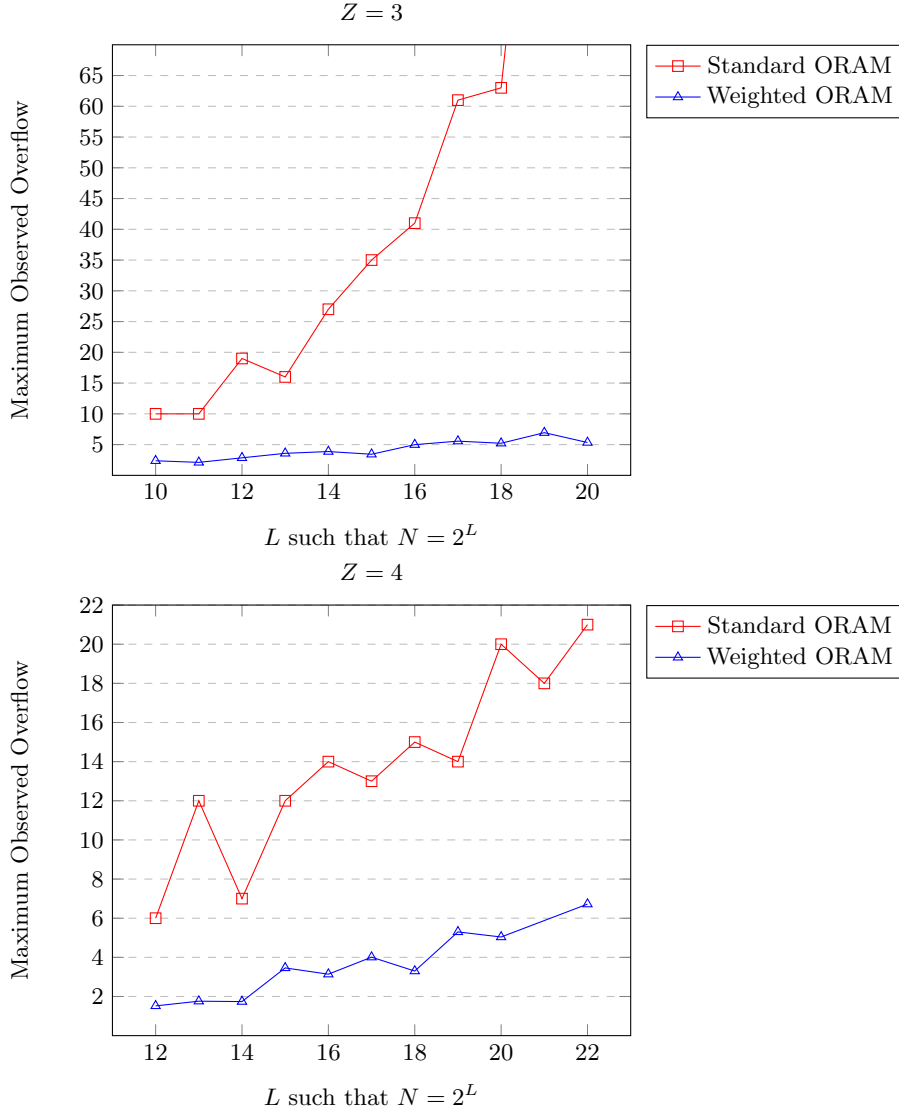 Z = 3
Standard ORAM
Weighted ORAM
Maximum Observed Overflow
65
60
55
50
45
40
35
30
25
20
15
10
5
10 12 14 16 18 20
L such that N = 2^L
Z = 4
Standard ORAM
Weighted ORAM
Maximum Observed Overflow
22
20
18
16
14
12
10
8
6
4
2
12 14 16 18 20 22
L such that N = 2^L